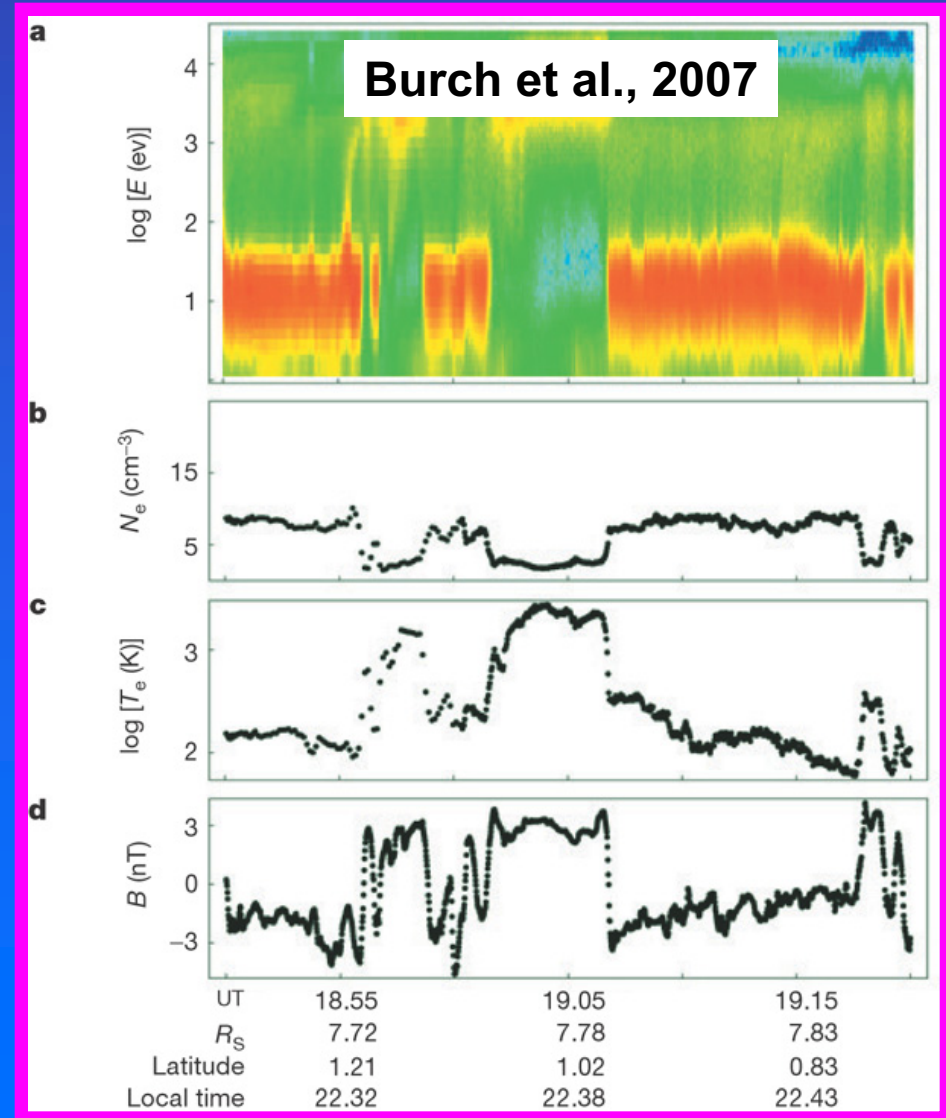 a
Burch et al., 2007
log [E (ev)]
4
3
2
1
b
Nₑ (cm⁻³)
15
5
c
log [Tₑ (K)]
3
2
d
B (nT)
3
0
−3
UT 18.55 19.05 19.15
R_S 7.72 7.78 7.83
Latitude 1.21 1.02 0.83
Local time 22.32 22.38 22.43